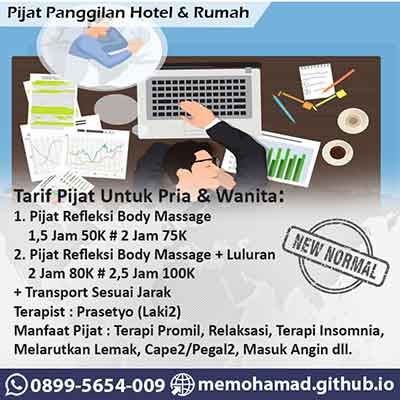 Pijat Panggilan Hotel & Rumah
Tarif Pijat Untuk Pria & Wanita:
1. Pijat Refleksi Body Massage
1,5 Jam 50K # 2 Jam 75K
2. Pijat Refleksi Body Massage + Luluran
2 Jam 80K # 2,5 Jam 100K
+ Transport Sesuai Jarak
Terapist : Prasetyo (Laki2)
Manfaat Pijat : Terapi Promil, Relaksasi, Terapi Insomnia,
Melarutkan Lemak, Cape2/Pegal2, Masuk Angin dll.
NEW NORMAL
0899-5654-009 memohamad.github.io